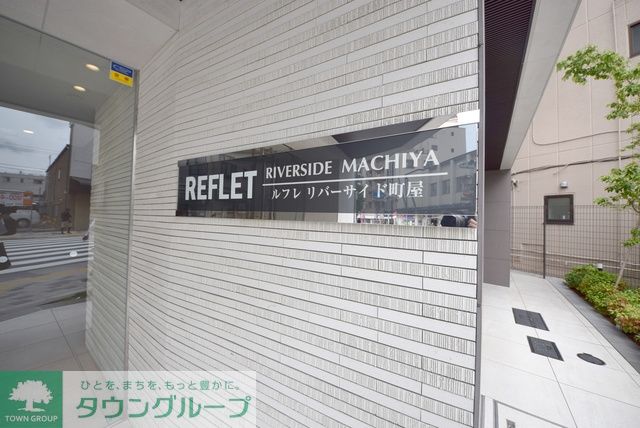 REFLET
RIVERSIDE MACHIYA
ルフレ リバーサイド町屋
ひとを、まちを、もっと豊かに。
タウングループ
TOWN GROUP